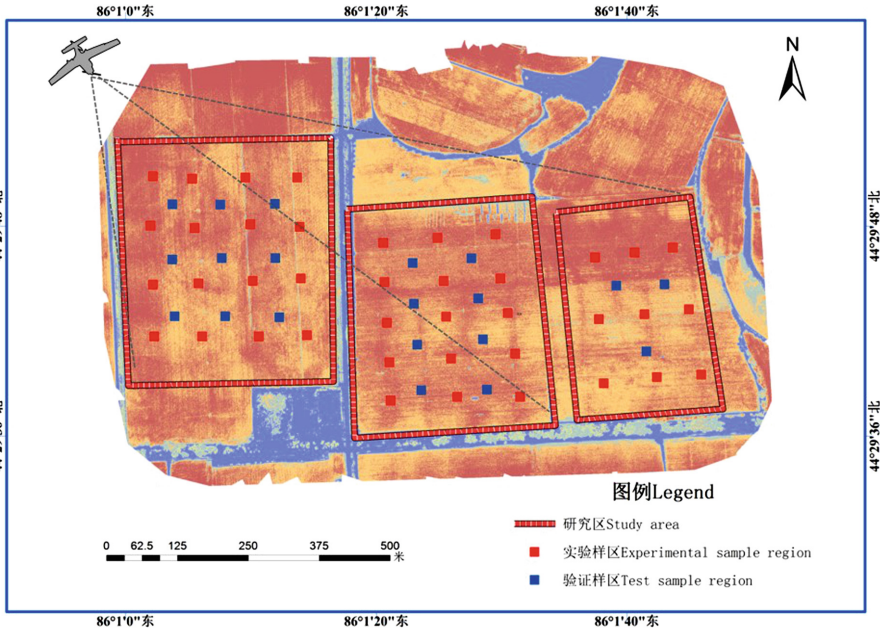 86°1'0"东 86°1'20"东 86°1'40"东
N
44°29'48"北
44°29'36"北
图例Legend
研究区Study area
实验样区Experimental sample region
验证样区Test sample region
0 62.5 125 250 375 500
米
86°1'0"东 86°1'20"东 86°1'40"东